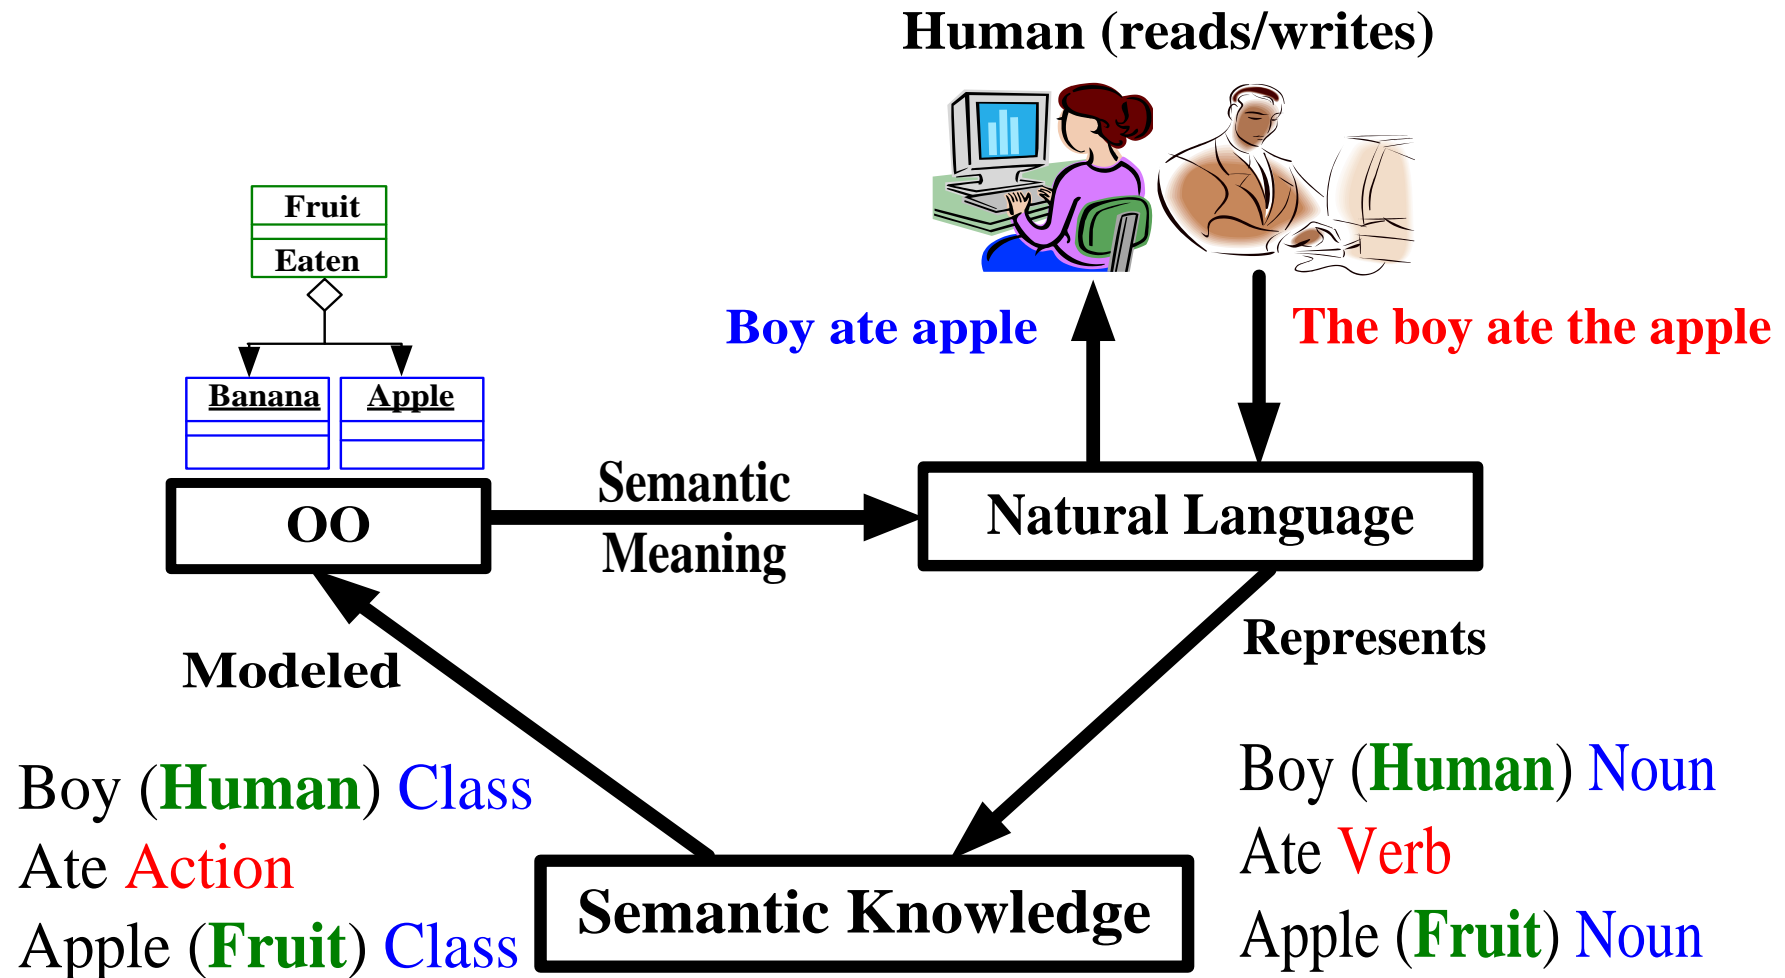 Human (reads/writes)
Fruit
Eaten
Boy ate apple
The boy ate the apple
Banana
Apple
Semantic
Meaning
OO
Natural Language
Modeled
Represents
Boy (Human) Class
Ate Action
Apple (Fruit) Class
Boy (Human) Noun
Ate Verb
Apple (Fruit) Noun
Semantic Knowledge